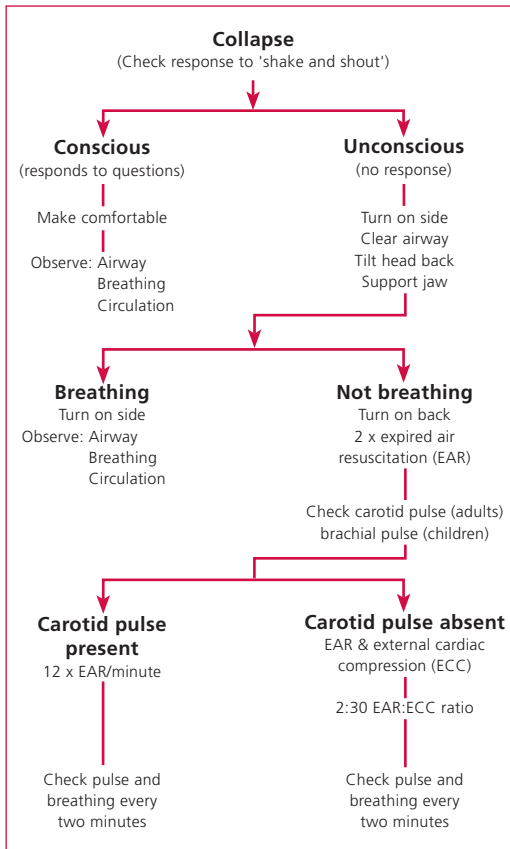 Collapse
(Check response to 'shake and shout')
Conscious
(responds to questions)
Make comfortable
Observe: Airway
Breathing
Circulation
Unconscious
(no response)
Turn on side
Clear airway
Tilt head back
Support jaw
Breathing
Turn on side
Observe: Airway
Breathing
Circulation
Not breathing
Turn on back
2 x expired air
resuscitation (EAR)
Check carotid pulse (adults)
brachial pulse (children)
Carotid pulse
present
12 x EAR/minute
Check pulse and
breathing every
two minutes
Carotid pulse absent
EAR & external cardiac
compression (ECC)
2:30 EAR:ECC ratio
Check pulse and
breathing every
two minutes